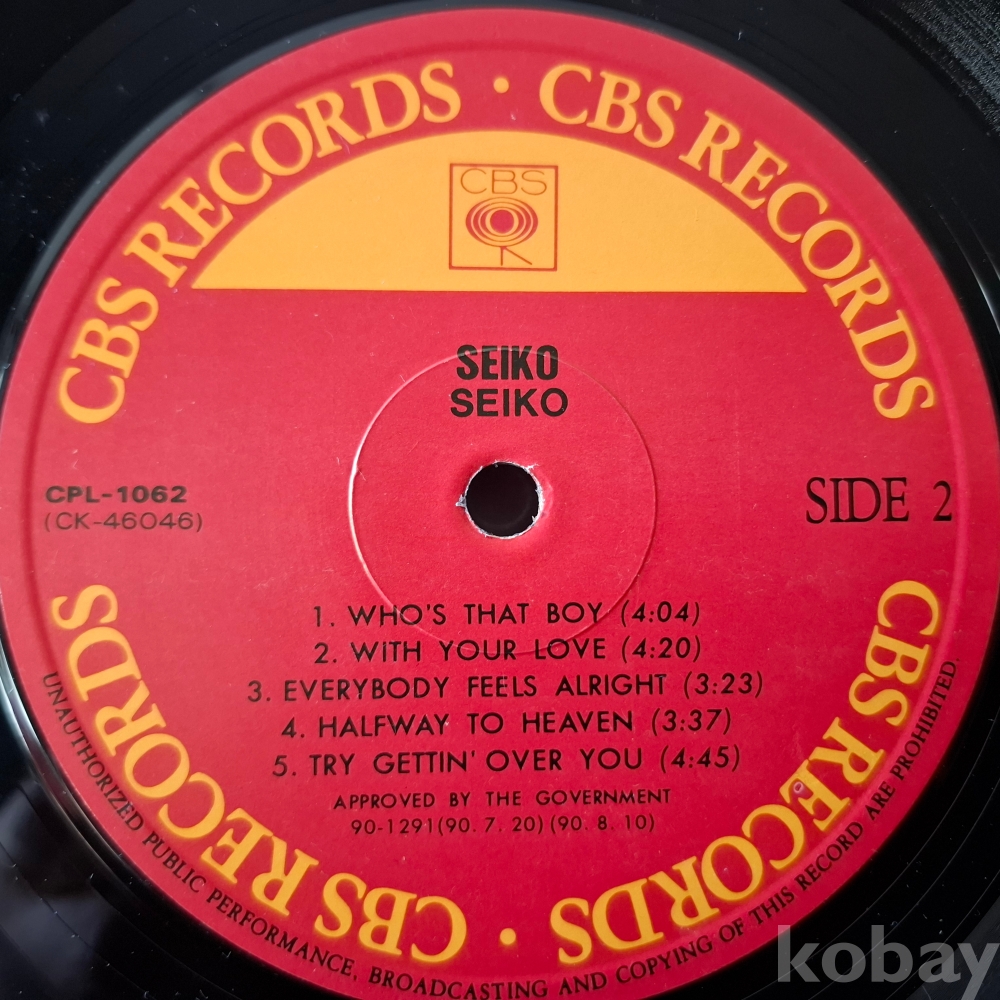 CBS RECORDS · CBS RECORDS
CBS
SEIKO
SEIKO
CPL-1062
(CK-46046)
SIDE 2
1. WHO'S THAT BOY (4:04)
2. WITH YOUR LOVE (4:20)
3. EVERYBODY FEELS ALRIGHT (3:23)
4. HALFWAY TO HEAVEN (3:37)
5. TRY GETTIN' OVER YOU (4:45)
APPROVED BY THE GOVERNMENT
90-1291(90. 7. 20)(90. 8. 10)
CBS RECORDS · CBS RECORDS
UNAUTHORIZED PUBLIC PERFORMANCE, BROADCASTING AND COPYING OF THIS RECORD ARE PROHIBITED.
kobay